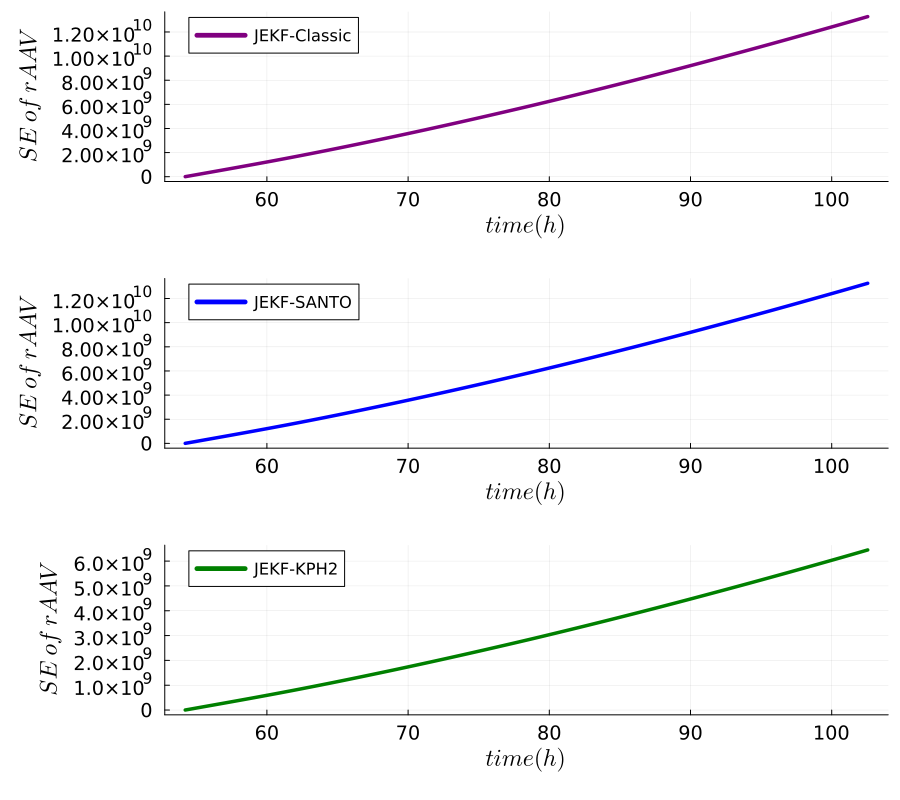 JEKF-Classic
SE of rAAV
1.20×10^10
1.00×10^10
8.00×10^9
6.00×10^9
4.00×10^9
2.00×10^9
0
60 70 80 90 100
time(h)
JEKF-SANTO
SE of rAAV
1.20×10^10
1.00×10^10
8.00×10^9
6.00×10^9
4.00×10^9
2.00×10^9
0
60 70 80 90 100
time(h)
JEKF-KPH2
SE of rAAV
6.0×10^9
5.0×10^9
4.0×10^9
3.0×10^9
2.0×10^9
1.0×10^9
0
60 70 80 90 100
time(h)